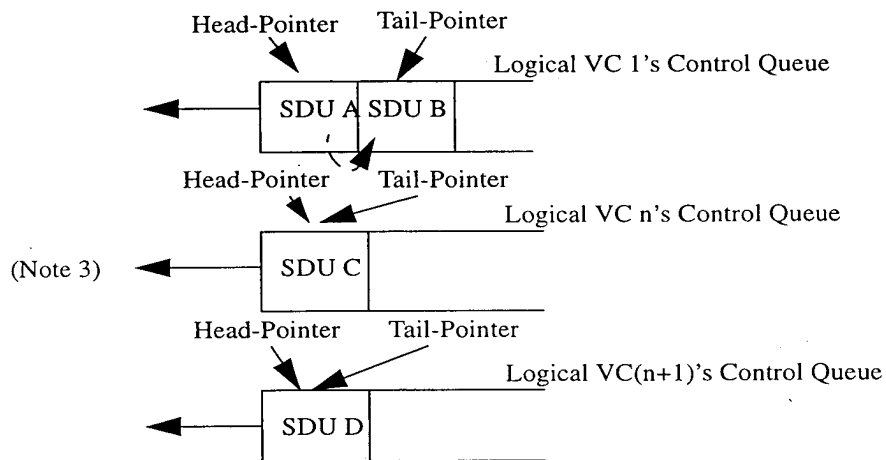 Head-Pointer Tail-Pointer
Logical VC 1's Control Queue
SDU A SDU B
Head-Pointer Tail-Pointer
Logical VC n's Control Queue
(Note 3) SDU C
Head-Pointer Tail-Pointer
Logical VC(n+1)'s Control Queue
SDU D